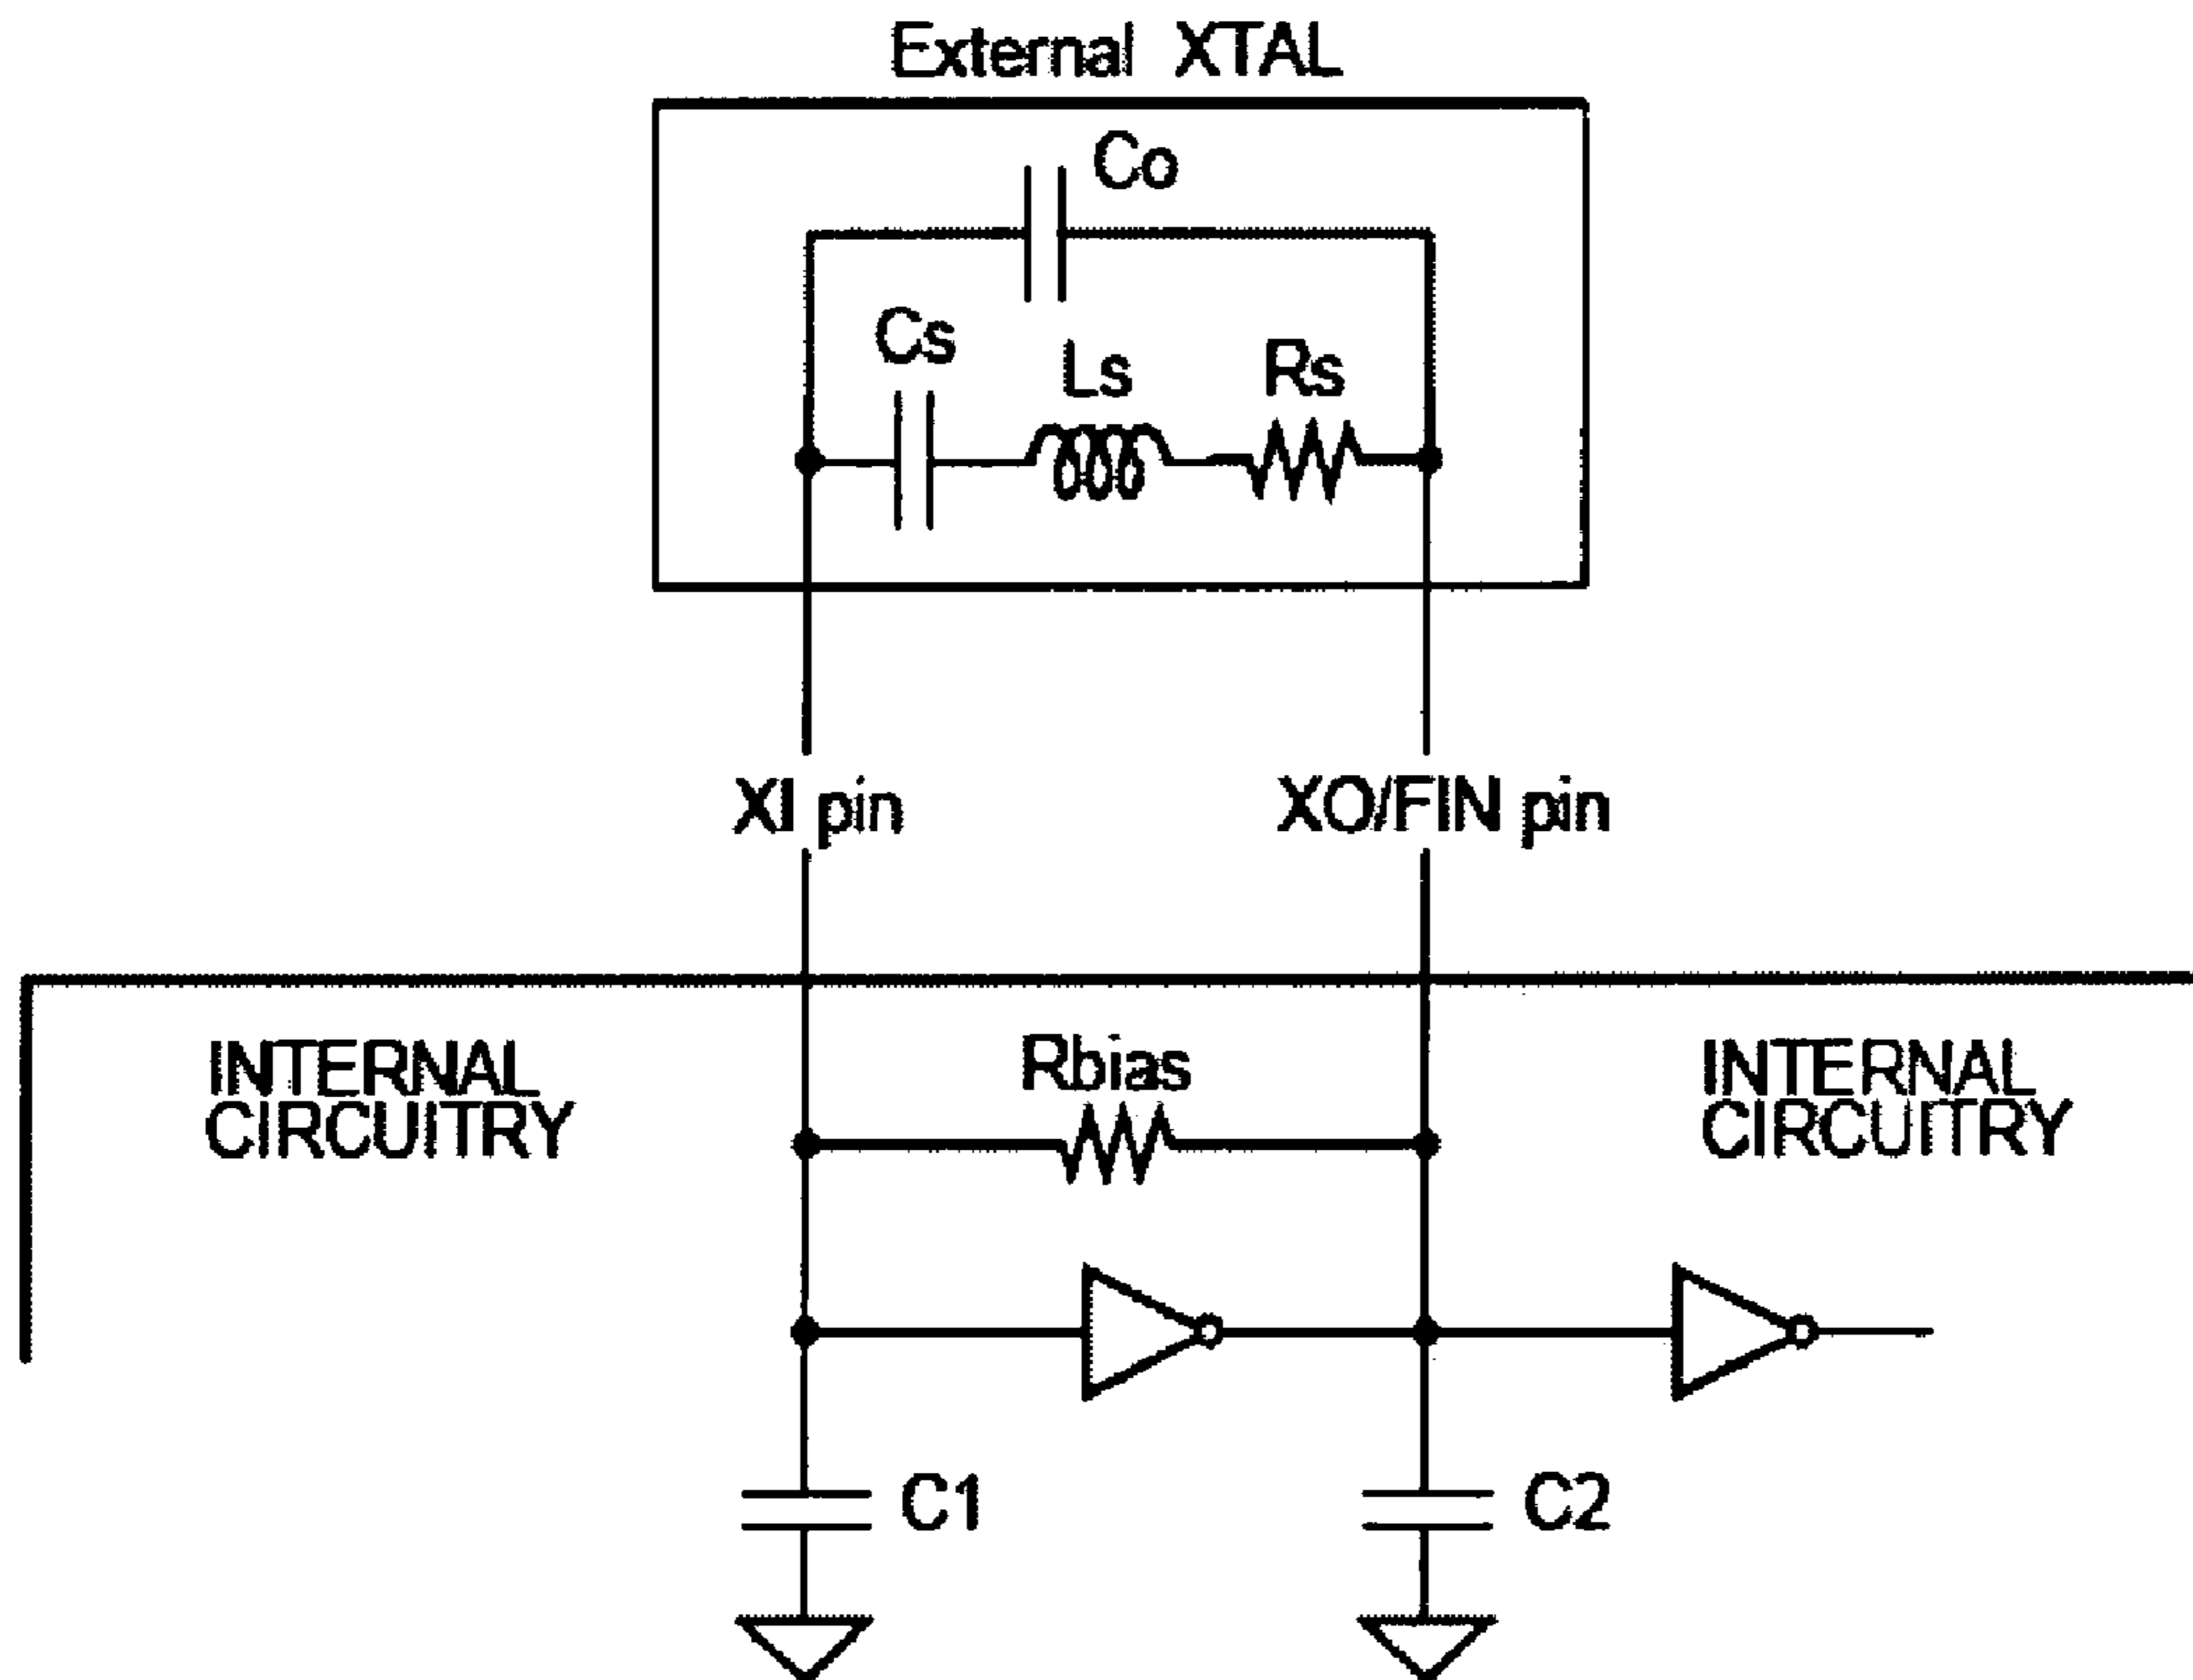 External XTAL
Co
Cs
Ls
Rs
XI pin
XO/FIN pin
INTERNAL
CIRCUITRY
Rbias
INTERNAL
CIRCUITRY
C1
C2